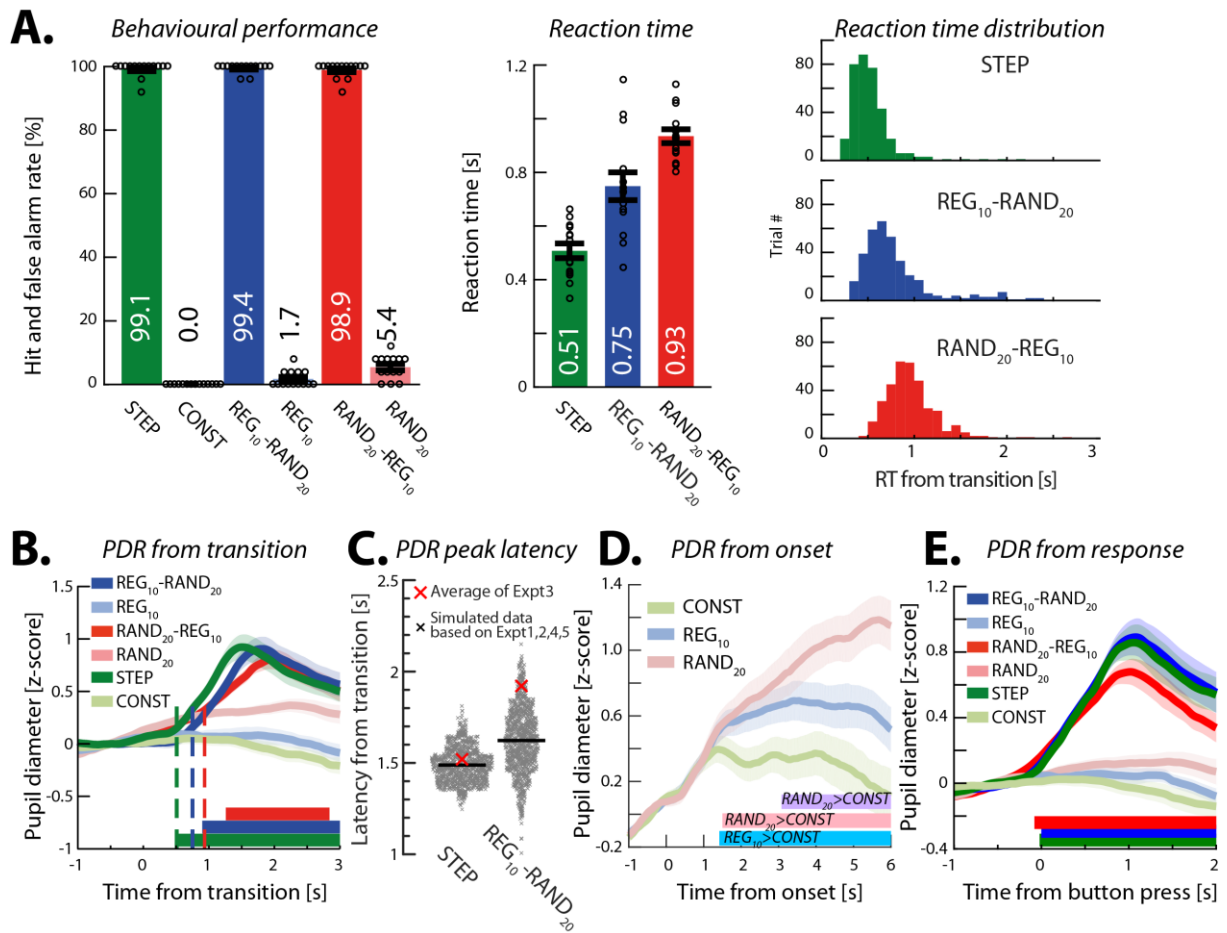 A.
Behavioural performance
Hit and false alarm rate [%]
100
80
60
40
20
0
99.1
0.0
99.4
1.7
98.9
5.4
STEP
CONST
REG10-RAND20
REG10
RAND20-REG10
RAND20
Reaction time
Reaction time [s]
1.2
0.8
0.4
0
0.51
0.75
0.93
STEP
REG10-RAND20
RAND20-REG10
Reaction time distribution
STEP
80
40
0
REG10-RAND20
Trial #
80
40
0
RAND20-REG10
80
40
0
0 1 2 3
RT from transition [s]
B.
PDR from transition
Pupil diameter [z-score]
1.5
1
0.5
0
-0.5
-1
REG10-RAND20
REG10
RAND20-REG10
RAND20
STEP
CONST
-1 0 1 2 3
Time from transition [s]
C.
PDR peak latency
Latency from transition [s]
2.5
2.0
1.5
1
Average of Expt3
Simulated data
based on Expt1,2,4,5
STEP
REG10-RAND20
D.
PDR from onset
Pupil diameter [z-score]
1.4
1.0
0.6
0.2
-0.2
CONST
REG10
RAND20
RAND20>CONST
RAND20>CONST
REG10>CONST
-1 0 1 2 3 4 5 6
Time from onset [s]
E.
PDR from response
Pupil diameter [z-score]
1.2
0.8
0.4
0
-0.4
REG10-RAND20
REG10
RAND20-REG10
RAND20
STEP
CONST
-1 0 1 2
Time from button press [s]